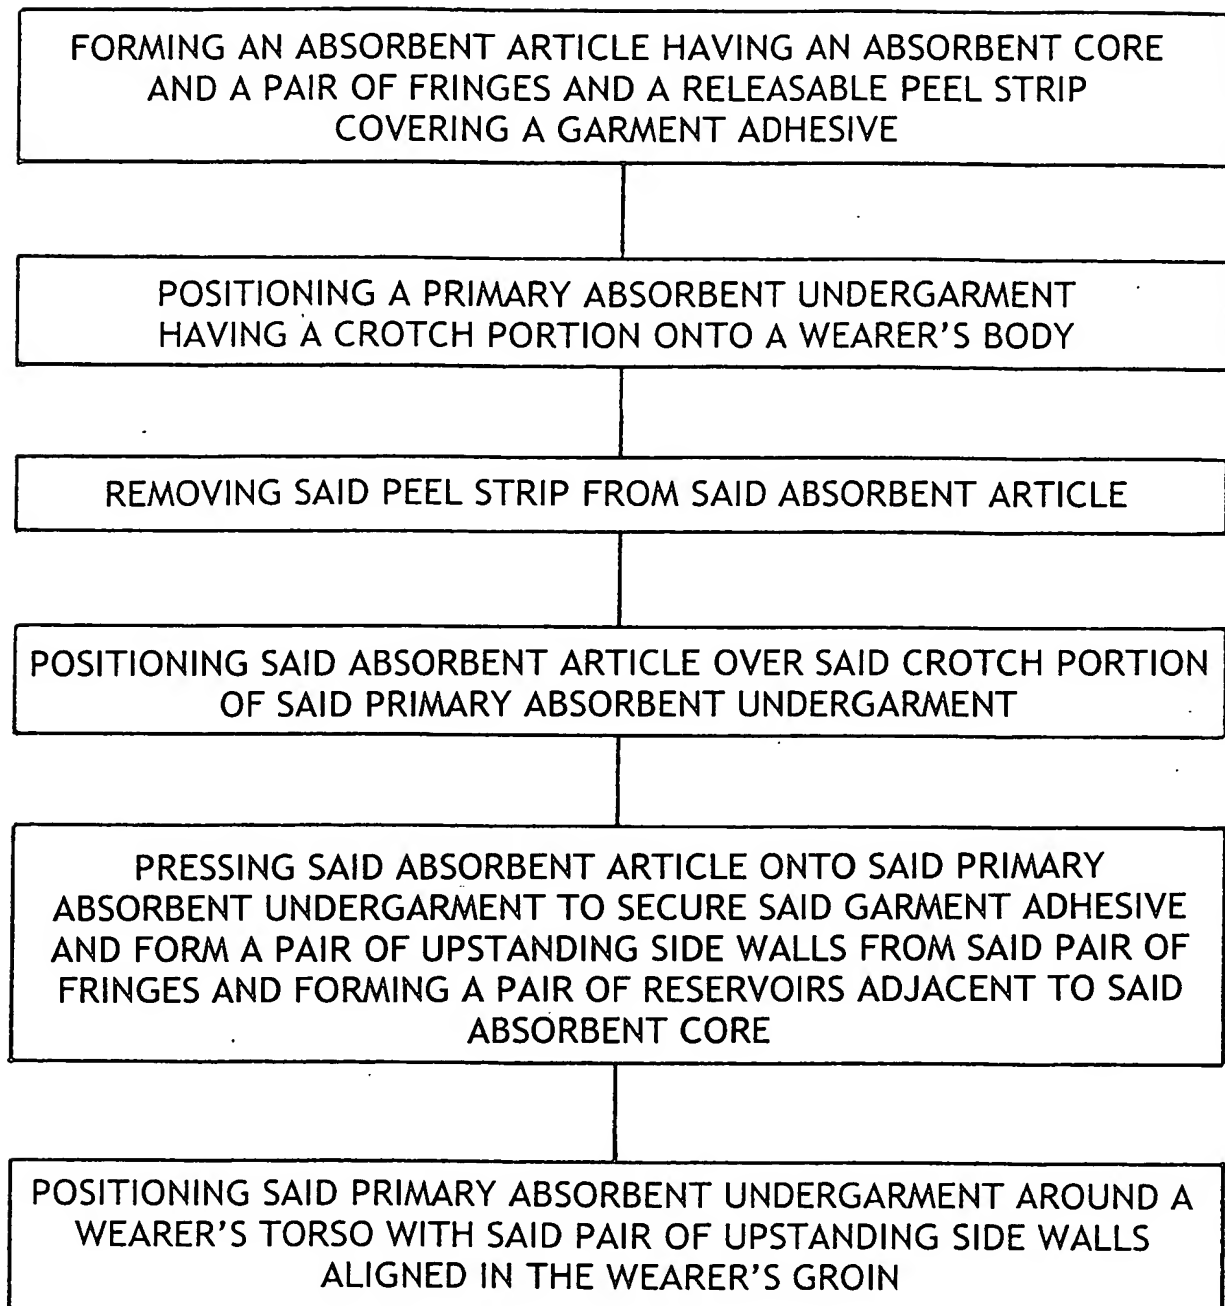 FORMING AN ABSORBENT ARTICLE HAVING AN ABSORBENT CORE
AND A PAIR OF FRINGES AND A RELEASABLE PEEL STRIP
COVERING A GARMENT ADHESIVE
POSITIONING A PRIMARY ABSORBENT UNDERGARMENT
HAVING A CROTCH PORTION ONTO A WEARER'S BODY
REMOVING SAID PEEL STRIP FROM SAID ABSORBENT ARTICLE
POSITIONING SAID ABSORBENT ARTICLE OVER SAID CROTCH PORTION
OF SAID PRIMARY ABSORBENT UNDERGARMENT
PRESSING SAID ABSORBENT ARTICLE ONTO SAID PRIMARY
ABSORBENT UNDERGARMENT TO SECURE SAID GARMENT ADHESIVE
AND FORM A PAIR OF UPSTANDING SIDE WALLS FROM SAID PAIR OF
FRINGES AND FORMING A PAIR OF RESERVOIRS ADJACENT TO SAID
ABSORBENT CORE
POSITIONING SAID PRIMARY ABSORBENT UNDERGARMENT AROUND A
WEARER'S TORSO WITH SAID PAIR OF UPSTANDING SIDE WALLS
ALIGNED IN THE WEARER'S GROIN